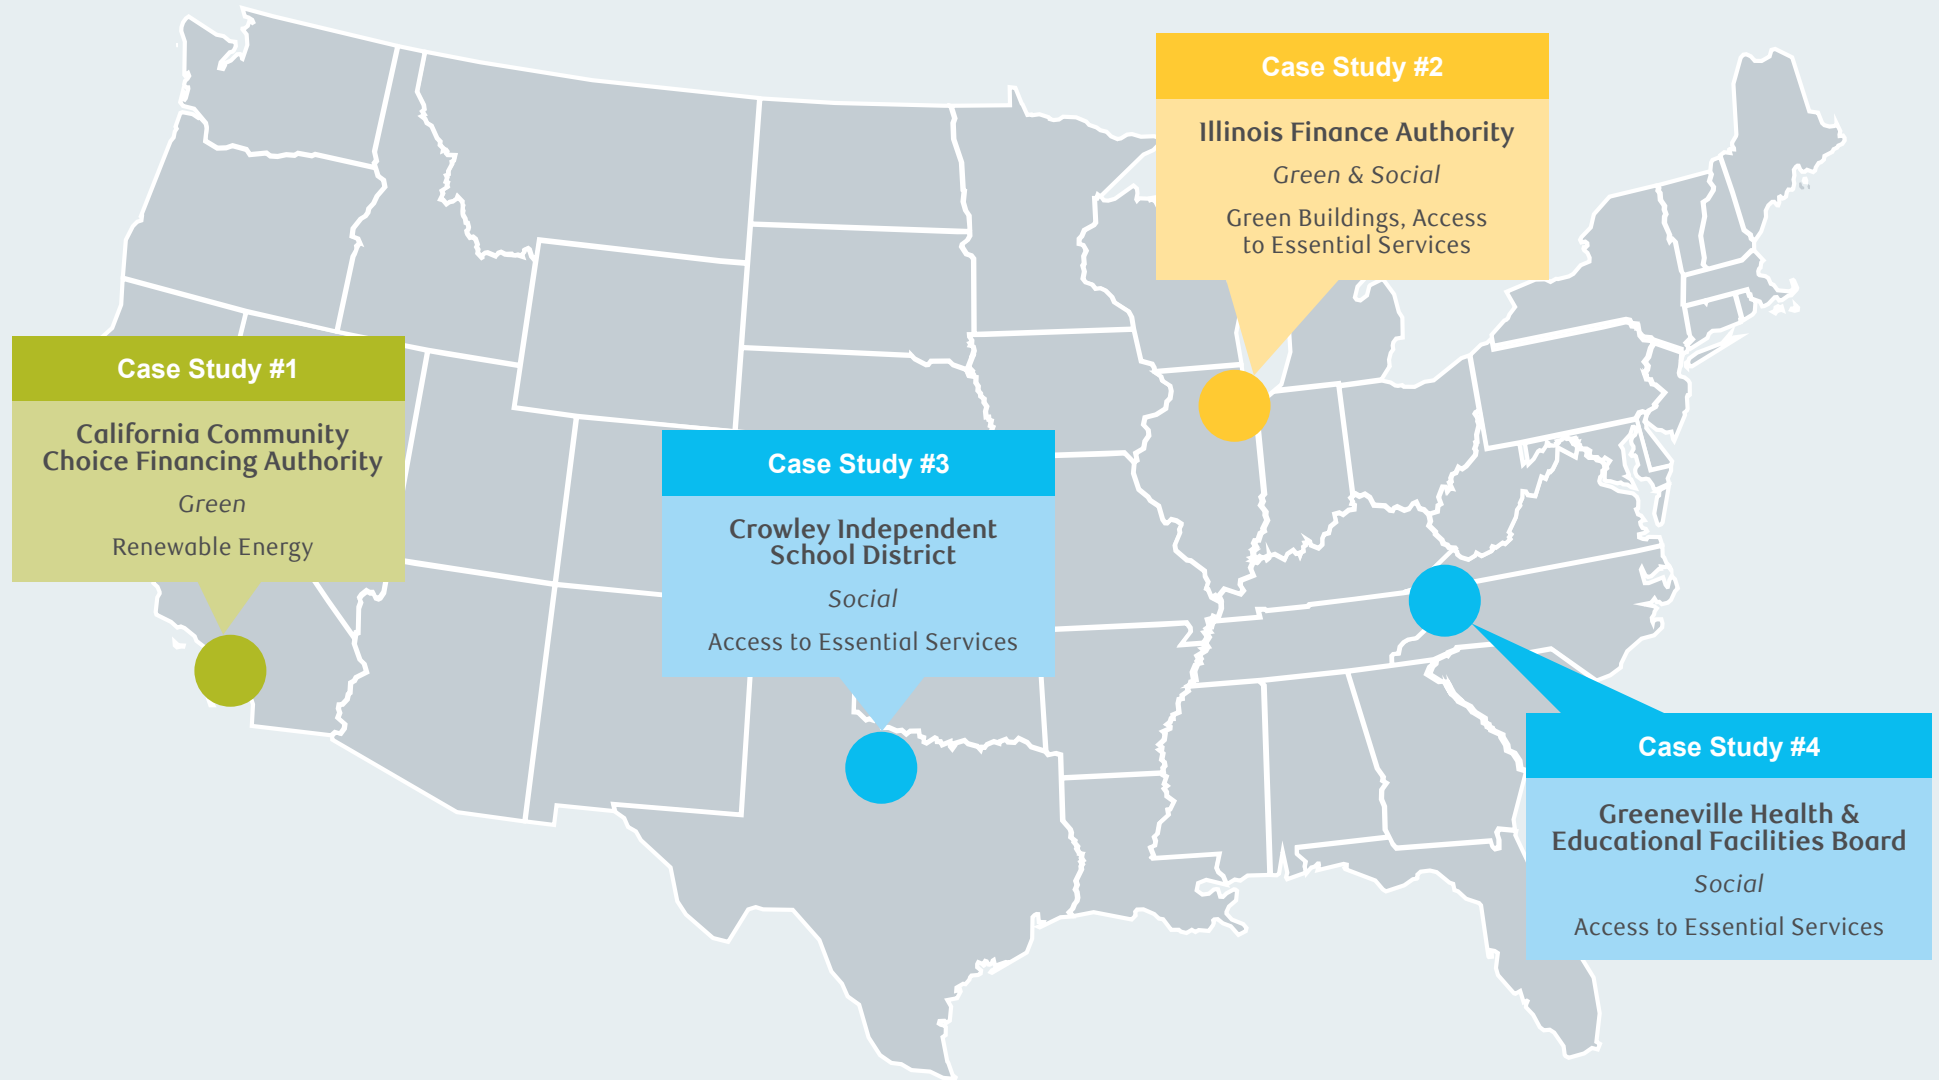 Case Study #1
California Community
Choice Financing Authority
Green
Renewable Energy
Case Study #2
Illinois Finance Authority
Green & Social
Green Buildings, Access
to Essential Services
Case Study #3
Crowley Independent
School District
Social
Access to Essential Services
Case Study #4
Greeneville Health &
Educational Facilities Board
Social
Access to Essential Services